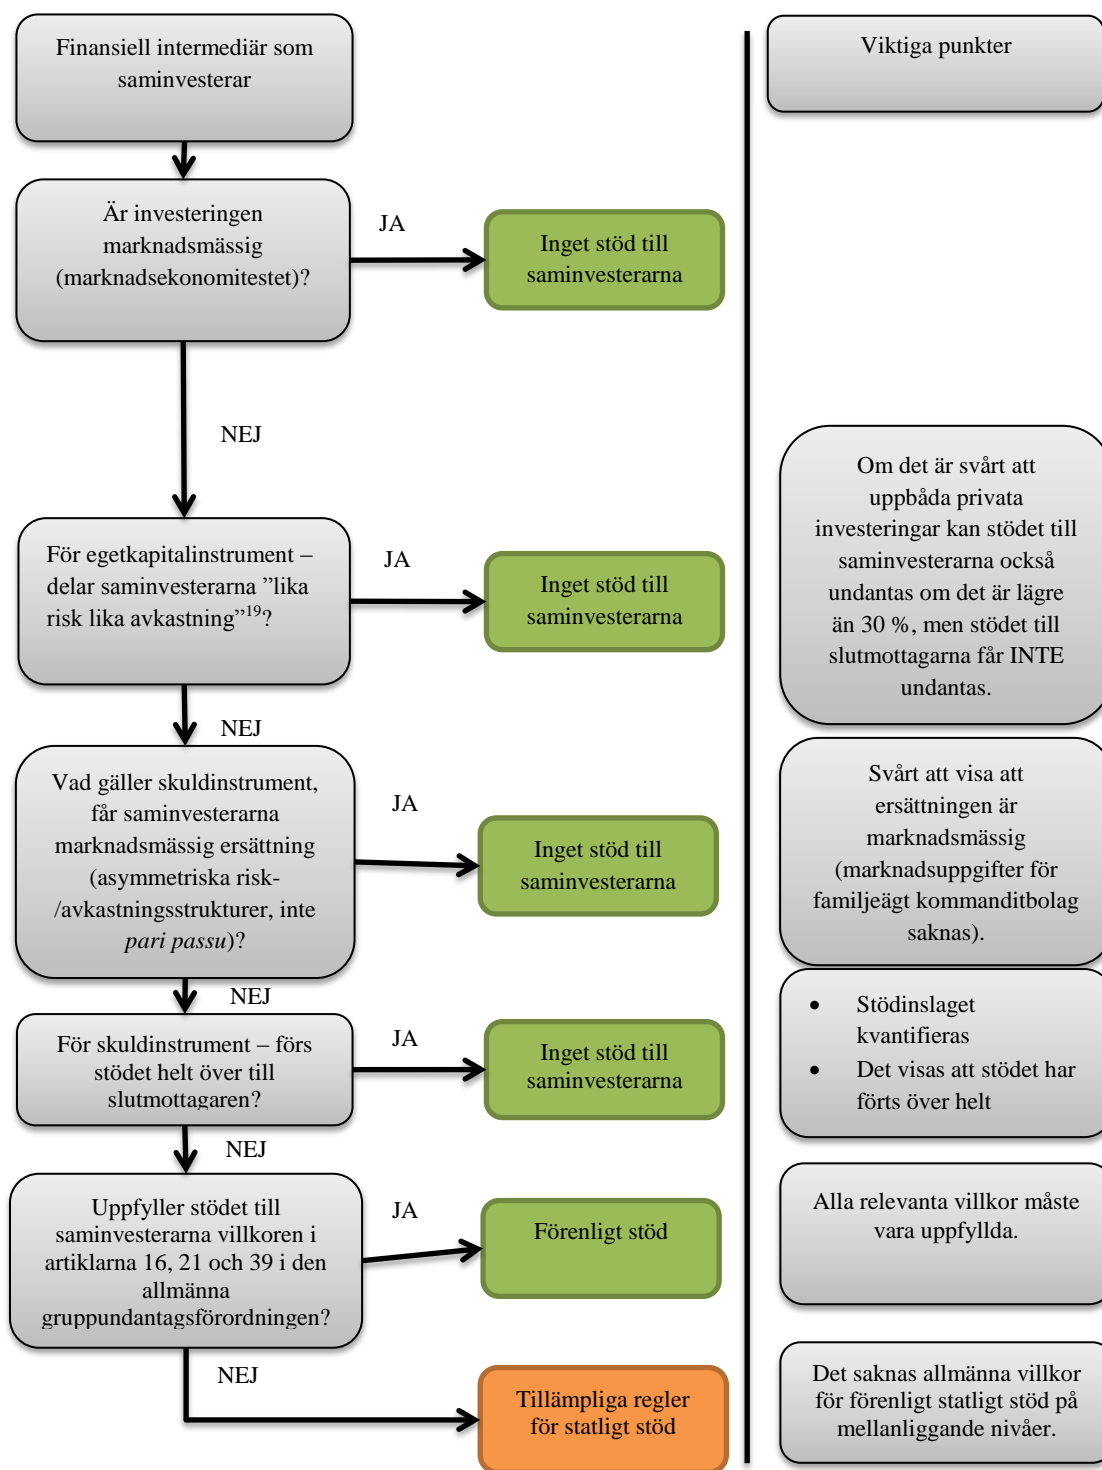 Finansiell intermediär som
saminvesterar
Viktiga punkter
Är investeringen
marknadsmässig
(marknadsekonomitestet)?
JA
Inget stöd till
saminvesterarna
NEJ
För egetkapitalinstrument –
delar saminvesterarna ”lika
risk lika avkastning”19?
JA
Inget stöd till
saminvesterarna
Om det är svårt att
uppbåda privata
investeringar kan stödet till
saminvesterarna också
undantas om det är lägre
än 30 %, men stödet till
slutmottagarna får INTE
undantas.
NEJ
Vad gäller skuldinstrument,
får saminvesterarna
marknadsmässig ersättning
(asymmetriska risk-
/avkastningsstrukturer, inte
pari passu)?
JA
Inget stöd till
saminvesterarna
Svårt att visa att
ersättningen är
marknadsmässig
(marknadsuppgifter för
familjeägt kommanditbolag
saknas).
NEJ
För skuldinstrument – förs
stödet helt över till
slutmottagaren?
JA
Inget stöd till
saminvesterarna
• Stödinslaget
kvantifieras
• Det visas att stödet har
förts över helt
NEJ
Uppfyller stödet till
saminvesterarna villkoren i
artiklarna 16, 21 och 39 i den
allmänna
gruppundantagsförordningen?
JA
Förenligt stöd
Alla relevanta villkor måste
vara uppfyllda.
NEJ
Tillämpliga regler
för statligt stöd
Det saknas allmänna villkor
för förenligt statligt stöd på
mellanliggande nivåer.